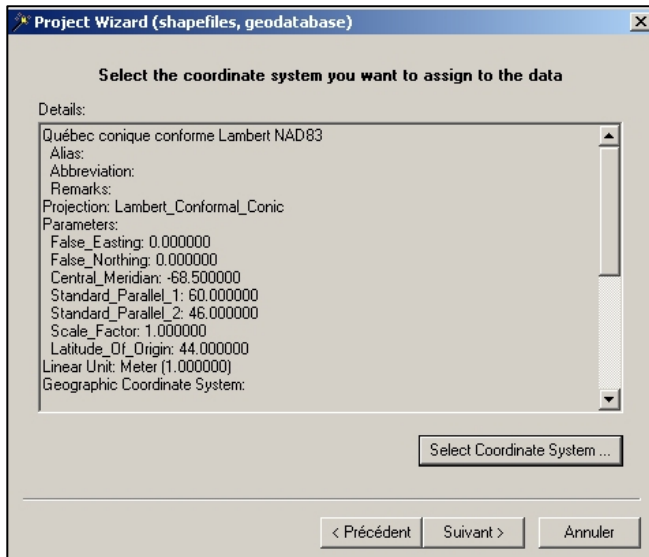 Project Wizard (shapefiles, geodatabase)
Select the coordinate system you want to assign to the data
Details:
Québec conique conforme Lambert NAD83
Alias:
Abbreviation:
Remarks:
Projection: Lambert_Conformal_Conic
Parameters:
False_Easting: 0.000000
False_Northing: 0.000000
Central_Meridian: -68.500000
Standard_Parallel_1: 60.000000
Standard_Parallel_2: 46.000000
Scale_Factor: 1.000000
Latitude_Of_Origin: 44.000000
Linear Unit: Meter (1.000000)
Geographic Coordinate System:
Select Coordinate System ...
< Précédent Suivant > Annuler